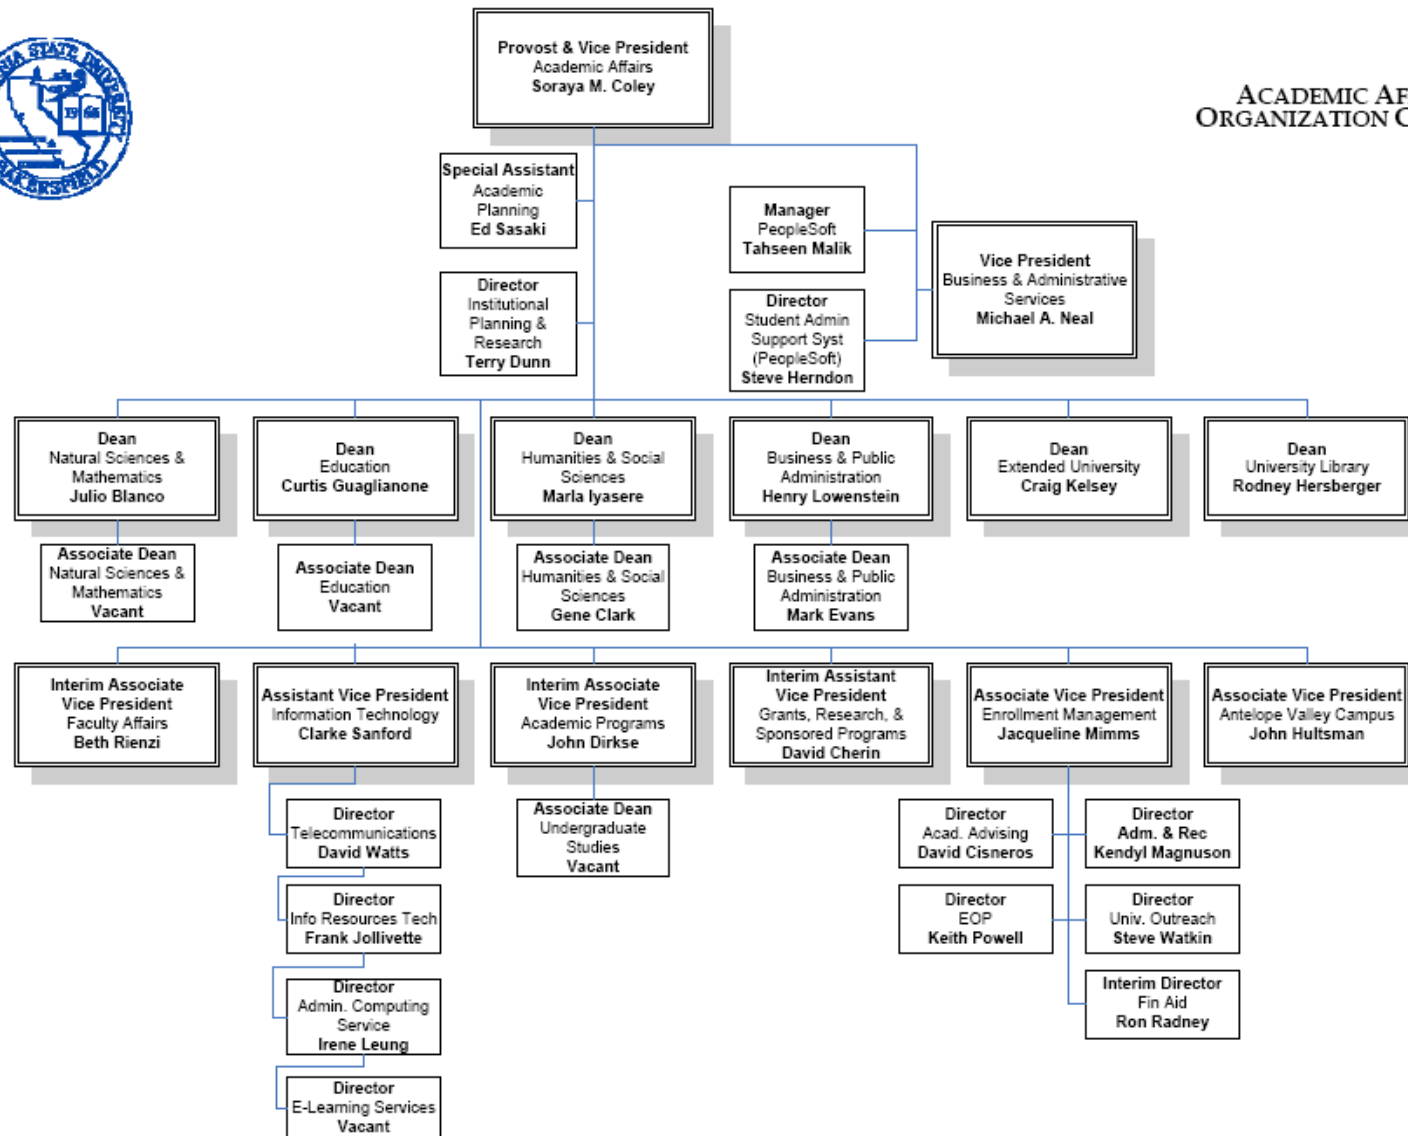 Provost & Vice President
Academic Affairs
Soraya M. Coley
ACADEMIC
ORGANIZATION
STATE UNIVERSITY
19 66
BAKERSFIELD
Special Assistant
Academic
Planning
Ed Sasaki
Manager
PeopleSoft
Tahseen Malik
Vice President
Business & Administrative
Services
Michael A. Neal
Director
Institutional
Planning &
Research
Terry Dunn
Director
Student Admin
Support Syst
(PeopleSoft)
Steve Herndon
Dean
Natural Sciences &
Mathematics
Julio Blanco
Dean
Education
Curtis Guaglianone
Dean
Humanities & Social
Sciences
Marla Iyasere
Dean
Business & Public
Administration
Henry Lowenstein
Dean
Extended University
Craig Kelsey
Dean
University Library
Rodney Hersberger
Associate Dean
Natural Sciences &
Mathematics
Vacant
Associate Dean
Education
Vacant
Associate Dean
Humanities & Social
Sciences
Gene Clark
Associate Dean
Business & Public
Administration
Mark Evans
Interim Associate
Vice President
Faculty Affairs
Beth Rienzi
Assistant Vice President
Information Technology
Clarke Sanford
Interim Associate
Vice President
Academic Programs
John Dirkse
Interim Assistant
Vice President
Grants, Research, &
Sponsored Programs
David Cherin
Associate Vice President
Enrollment Management
Jacqueline Mimms
Associate Vice President
Antelope Valley Campus
John Hultsman
Director
Telecommunications
David Watts
Associate Dean
Undergraduate
Studies
Vacant
Director
Acad. Advising
David Cisneros
Director
Adm. & Rec
Kendyl Magnuson
Director
Info Resources Tech
Frank Jollivette
Director
EOP
Keith Powell
Director
Univ. Outreach
Steve Watkin
Director
Admin. Computing
Service
Irene Leung
Interim Director
Fin Aid
Ron Radney
Director
E-Learning Services
Vacant